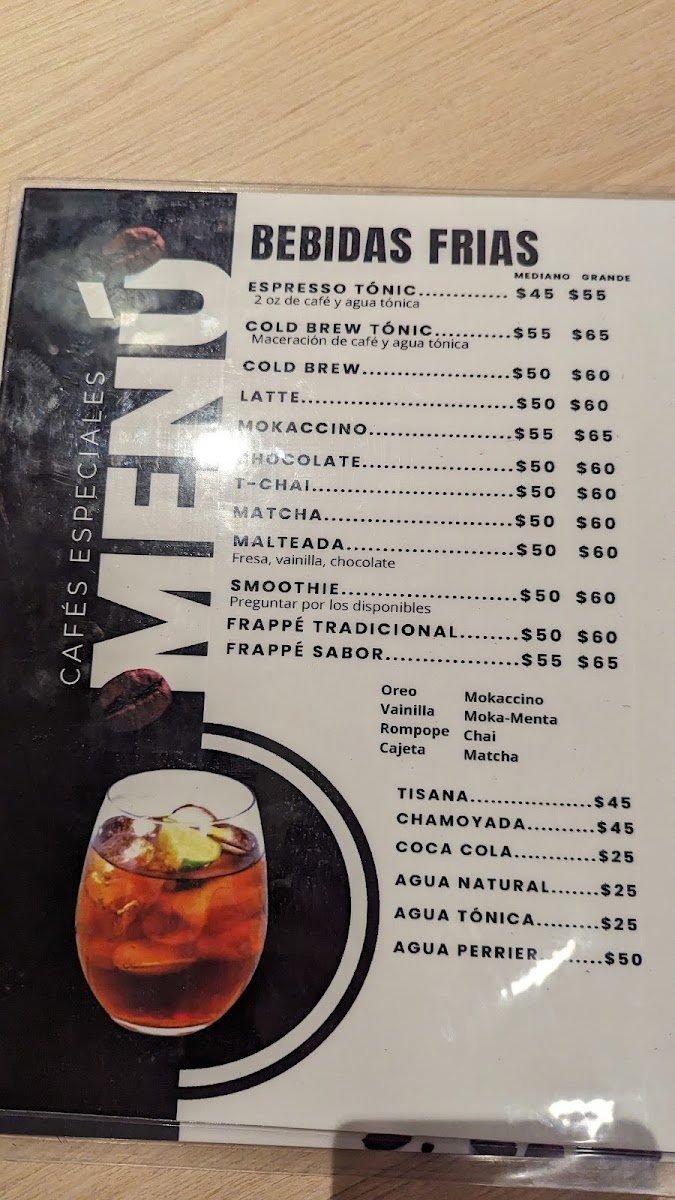 CAFÉS ESPECIALES
MENÚ
BEBIDAS FRIAS
MEDIANO GRANDE
ESPRESSO TÓNIC............. $45 $55
2 oz de café y agua tónica
COLD BREW TÓNIC...........$55 $65
Maceración de café y agua tónica
COLD BREW......................$50 $60
LATTE................................$50 $60
MOKACCINO.....................$55 $65
CHOCOLATE......................$50 $60
T-CHAI..............................$50 $60
MATCHA............................$50 $60
MALTEADA........................$50 $60
Fresa, vainilla, chocolate
SMOOTHIE..........................$50 $60
Preguntar por los disponibles
FRAPPÉ TRADICIONAL........$50 $60
FRAPPÉ SABOR...................$55 $65
Oreo Mokaccino
Vainilla Moka-Menta
Rompope Chai
Cajeta Matcha
TISANA..................$45
CHAMOYADA..........$45
COCA COLA............$25
AGUA NATURAL.......$25
AGUA TÓNICA.........$25
AGUA PERRIER.........$50